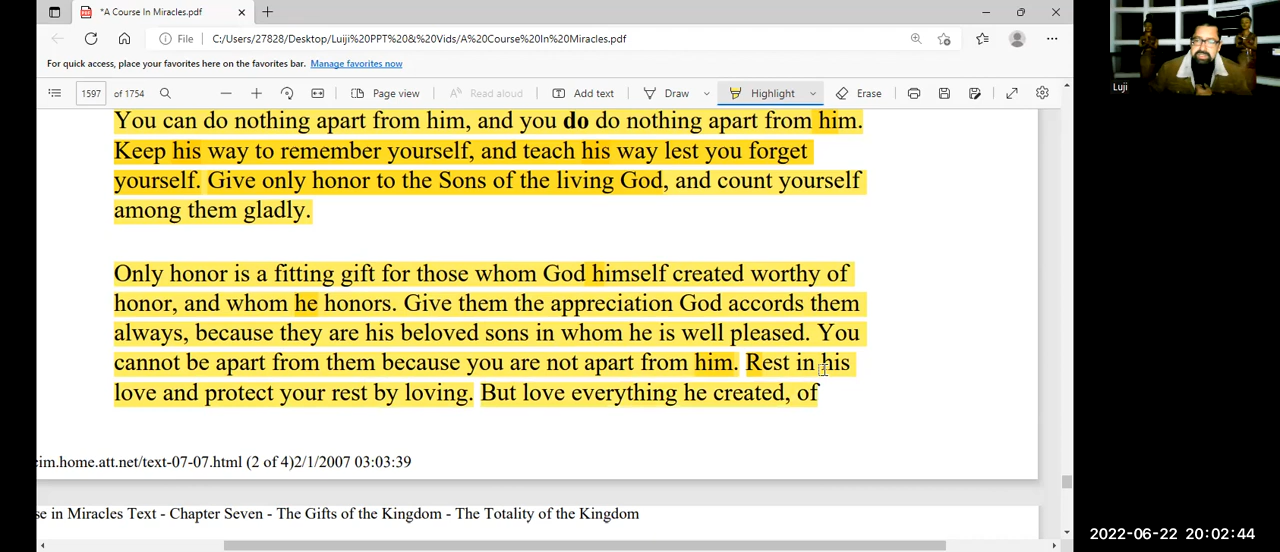 *A Course In Miracles.pdf
File
C:/Users/27828/Desktop/Luiji%20PPT%20&%20Vids/A%20Course%20In%20Miracles.pdf
For quick access, place your favorites here on the favorites bar. Manage favorites now
1597 of 1754
Page view
Read aloud
Add text
Draw
Highlight
Erase
You can do nothing apart from him, and you do do nothing apart from him.
Keep his way to remember yourself, and teach his way lest you forget
yourself. Give only honor to the Sons of the living God, and count yourself
among them gladly.
Only honor is a fitting gift for those whom God himself created worthy of
honor, and whom he honors. Give them the appreciation God accords them
always, because they are his beloved sons in whom he is well pleased. You
cannot be apart from them because you are not apart from him. Rest in his
love and protect your rest by loving. But love everything he created, of
cim.home.att.net/text-07-07.html (2 of 4)2/1/2007 03:03:39
se in Miracles Text - Chapter Seven - The Gifts of the Kingdom - The Totality of the Kingdom
Luji
2022-06-22 20:02:44